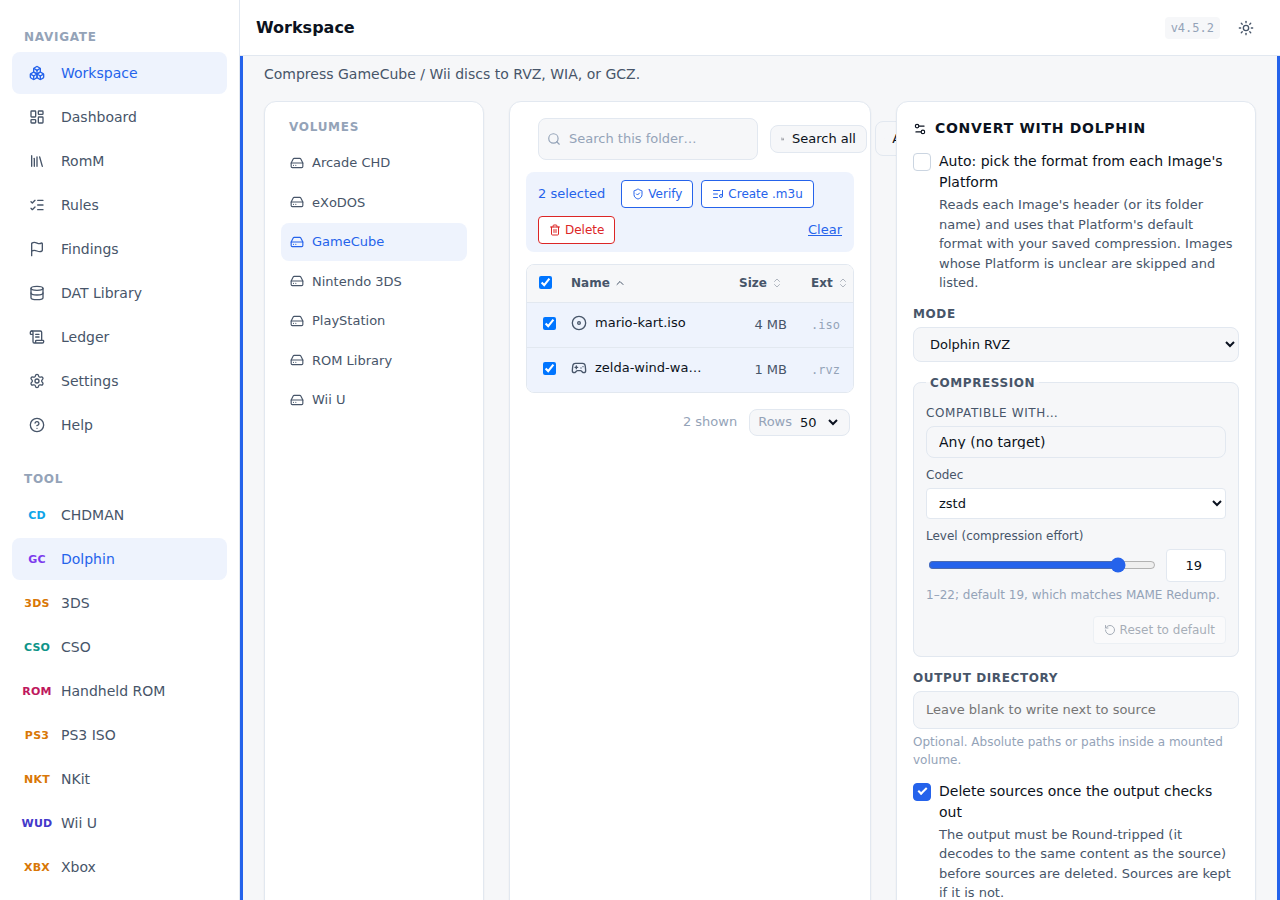 NAVIGATE
Workspace
Dashboard
RomM
Rules
Findings
DAT Library
Ledger
Settings
Help
TOOL
CD CHDMAN
GC Dolphin
3DS 3DS
CSO CSO
ROM Handheld ROM
PS3 PS3 ISO
NKT NKit
WUD Wii U
XBX Xbox
Workspace
v4.5.2
Compress GameCube / Wii discs to RVZ, WIA, or GCZ.
VOLUMES
Arcade CHD
eXoDOS
GameCube
Nintendo 3DS
PlayStation
ROM Library
Wii U
Search this folder…
Search all
2 selected
Verify
Create .m3u
Delete
Clear
Name Size Ext
mario-kart.iso 4 MB .iso
zelda-wind-wa… 1 MB .rvz
2 shown
Rows 50
CONVERT WITH DOLPHIN
Auto: pick the format from each Image's
Platform
Reads each Image's header (or its folder
name) and uses that Platform's default
format with your saved compression. Images
whose Platform is unclear are skipped and
listed.
MODE
Dolphin RVZ
COMPRESSION
COMPATIBLE WITH…
Any (no target)
Codec
zstd
Level (compression effort)
19
1–22; default 19, which matches MAME Redump.
Reset to default
OUTPUT DIRECTORY
Leave blank to write next to source
Optional. Absolute paths or paths inside a mounted
volume.
Delete sources once the output checks
out
The output must be Round-tripped (it
decodes to the same content as the source)
before sources are deleted. Sources are kept
if it is not.